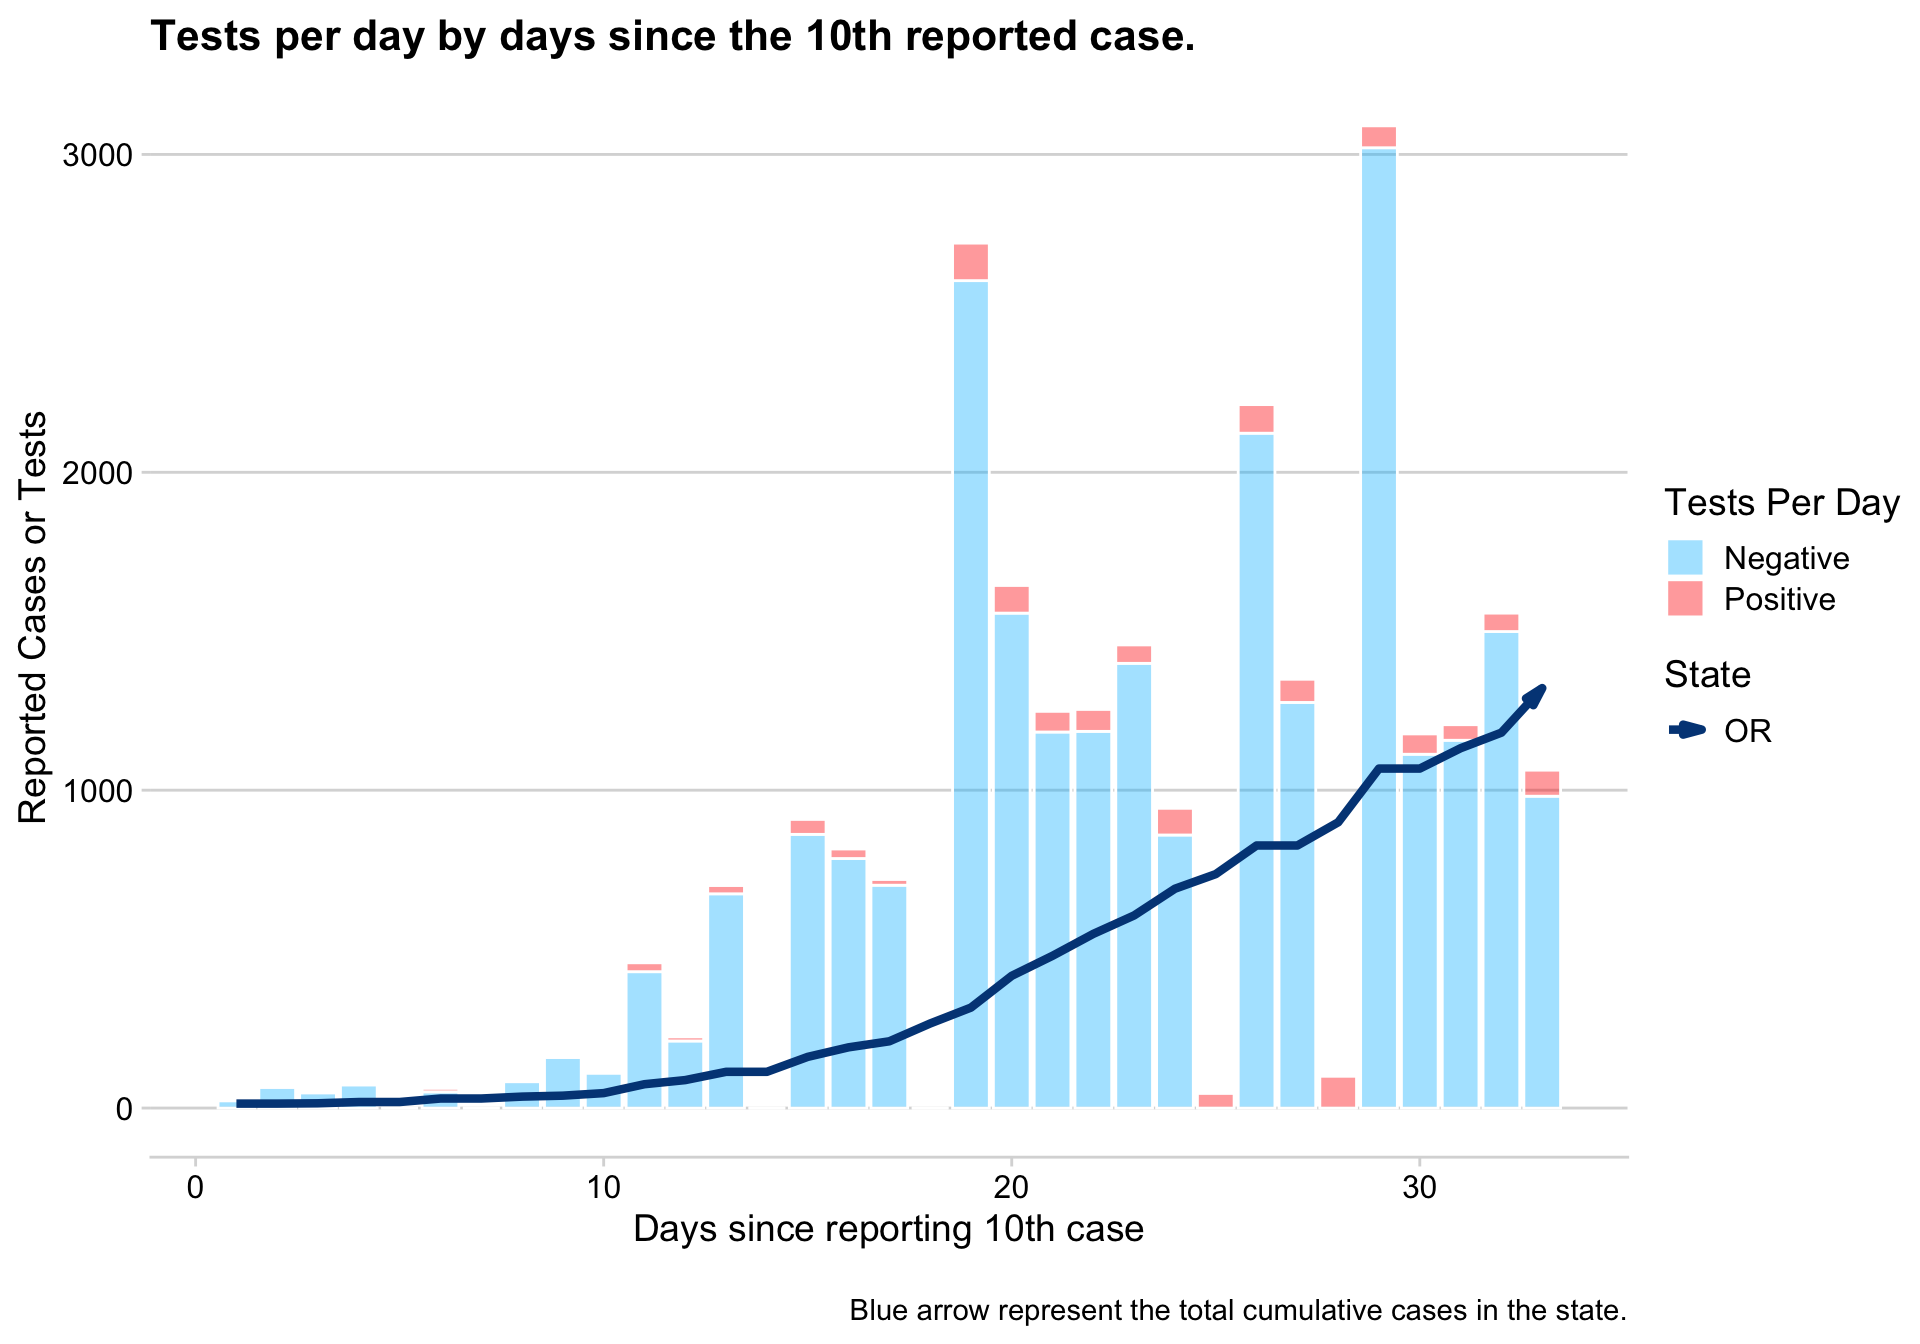 Tests per day by days since the 10th reported case.
3000
2000
1000
0
Reported Cases or Tests
0 10 20 30
Days since reporting 10th case
Tests Per Day
Negative
Positive
State
OR
Blue arrow represent the total cumulative cases in the state.